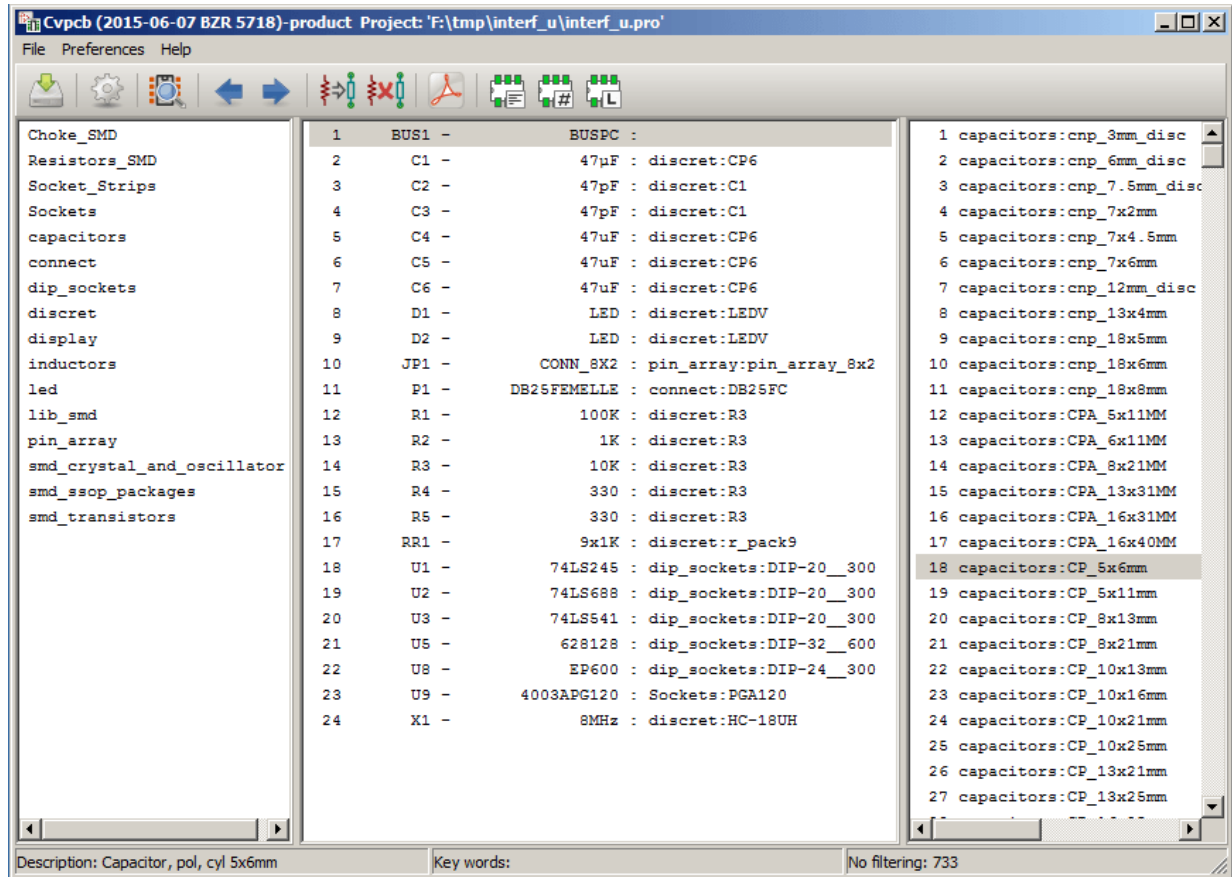 Cvpcb (2015-06-07 BZR 5718)-product Project: 'F:\tmp\interf_u\interf_u.pro'
File Preferences Help
Choke_SMD
Resistors_SMD
Socket_Strips
Sockets
capacitors
connect
dip_sockets
discret
display
inductors
led
lib_smd
pin_array
smd_crystal_and_oscillator
smd_ssop_packages
smd_transistors
1 BUS1 - BUSPC :
2 C1 - 47µF : discret:CP6
3 C2 - 47pF : discret:C1
4 C3 - 47pF : discret:C1
5 C4 - 47uF : discret:CP6
6 C5 - 47uF : discret:CP6
7 C6 - 47uF : discret:CP6
8 D1 - LED : discret:LEDV
9 D2 - LED : discret:LEDV
10 JP1 - CONN_8X2 : pin_array:pin_array_8x2
11 P1 - DB25FEMELLE : connect:DB25FC
12 R1 - 100K : discret:R3
13 R2 - 1K : discret:R3
14 R3 - 10K : discret:R3
15 R4 - 330 : discret:R3
16 R5 - 330 : discret:R3
17 RR1 - 9x1K : discret:r_pack9
18 U1 - 74LS245 : dip_sockets:DIP-20__300
19 U2 - 74LS688 : dip_sockets:DIP-20__300
20 U3 - 74LS541 : dip_sockets:DIP-20__300
21 U5 - 628128 : dip_sockets:DIP-32__600
22 U8 - EP600 : dip_sockets:DIP-24__300
23 U9 - 4003APG120 : Sockets:PGA120
24 X1 - 8MHz : discret:HC-18UH
1 capacitors:cnp_3mm_disc
2 capacitors:cnp_6mm_disc
3 capacitors:cnp_7.5mm_disc
4 capacitors:cnp_7x2mm
5 capacitors:cnp_7x4.5mm
6 capacitors:cnp_7x6mm
7 capacitors:cnp_12mm_disc
8 capacitors:cnp_13x4mm
9 capacitors:cnp_18x5mm
10 capacitors:cnp_18x6mm
11 capacitors:cnp_18x8mm
12 capacitors:CPA_5x11MM
13 capacitors:CPA_6x11MM
14 capacitors:CPA_8x21MM
15 capacitors:CPA_13x31MM
16 capacitors:CPA_16x31MM
17 capacitors:CPA_16x40MM
18 capacitors:CP_5x6mm
19 capacitors:CP_5x11mm
20 capacitors:CP_8x13mm
21 capacitors:CP_8x21mm
22 capacitors:CP_10x13mm
23 capacitors:CP_10x16mm
24 capacitors:CP_10x21mm
25 capacitors:CP_10x25mm
26 capacitors:CP_13x21mm
27 capacitors:CP_13x25mm
Description: Capacitor, pol, cyl 5x6mm
Key words:
No filtering: 733